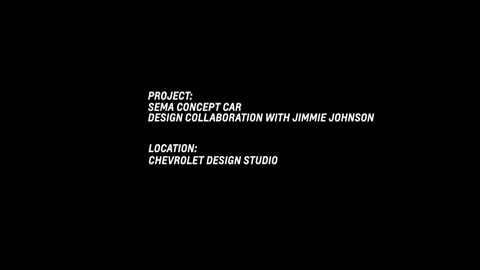 PROJECT:
SEMA CONCEPT CAR
DESIGN COLLABORATION WITH JIMMIE JOHNSON
LOCATION:
CHEVROLET DESIGN STUDIO